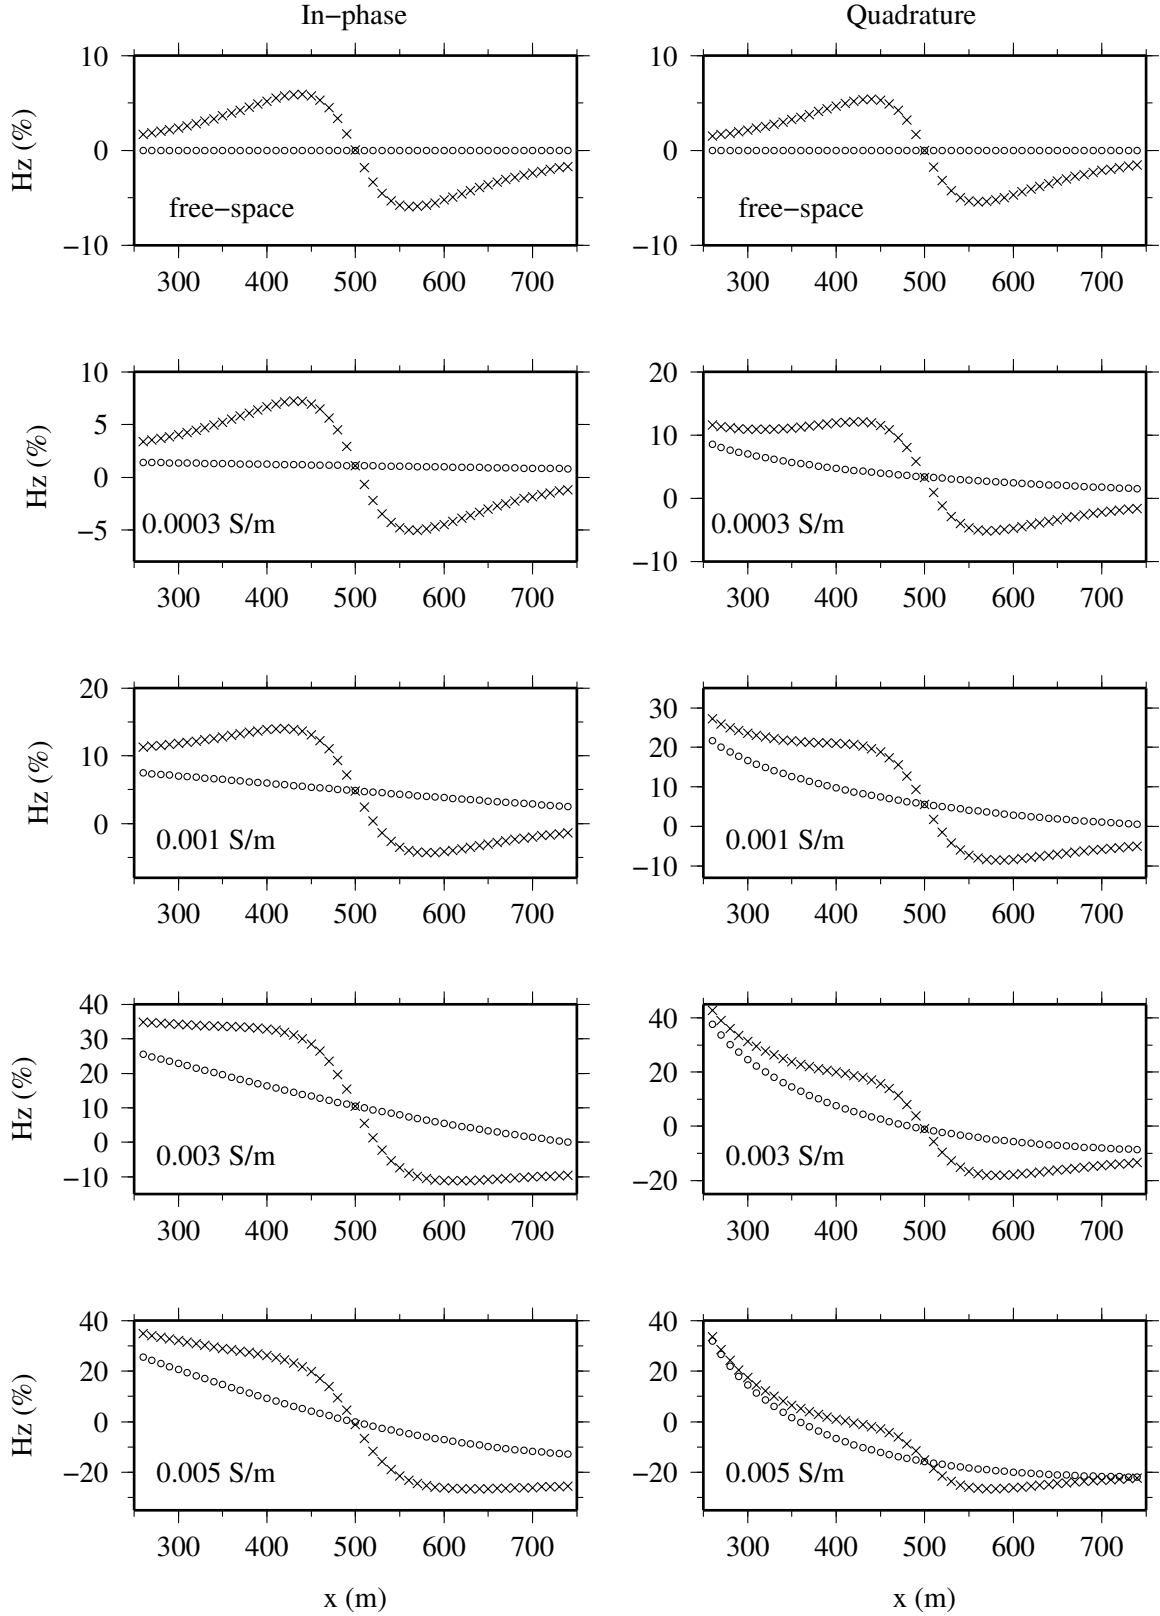 In−phase Quadrature
10 10
Hz (%) 0 0
free−space free−space
−10 −10
300 400 500 600 700 300 400 500 600 700
10 20
5 10
Hz (%) 0 0
−5 0.0003 S/m 0.0003 S/m
−10
300 400 500 600 700 300 400 500 600 700
20 30
10 20
Hz (%) 10
0 0
0.001 S/m 0.001 S/m
−10
300 400 500 600 700 300 400 500 600 700
40 40
30
20 20
Hz (%) 10
0 0
0.003 S/m 0.003 S/m
−10 −20
300 400 500 600 700 300 400 500 600 700
40 40
20 20
Hz (%) 0 0
−20 0.005 S/m −20 0.005 S/m
300 400 500 600 700 300 400 500 600 700
x (m) x (m)